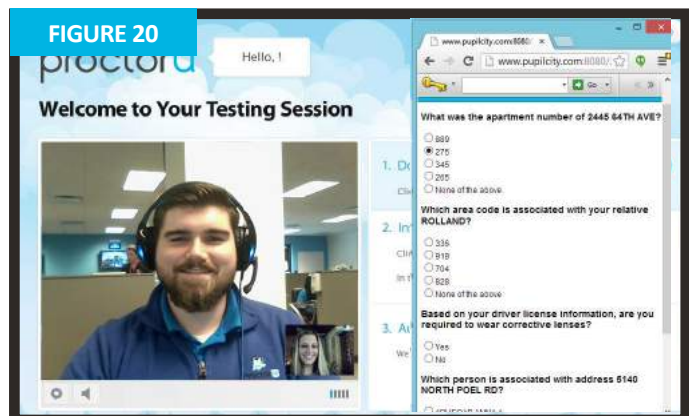 FIGURE 20
proctoru
Hello, !
Welcome to Your Testing Session
1. Do
2. In
in t
3. Au
We'
www.pupilcity.com:8080/ ×
www.pupilcity.com:8080/
Go
What was the apartment number of 2445 64TH AVE?
889
275
345
265
None of the above
Which area code is associated with your relative
ROLLAND?
336
919
704
828
None of the above
Based on your driver license information, are you
required to wear corrective lenses?
Yes
No
Which person is associated with address 5140
NORTH POEL RD?